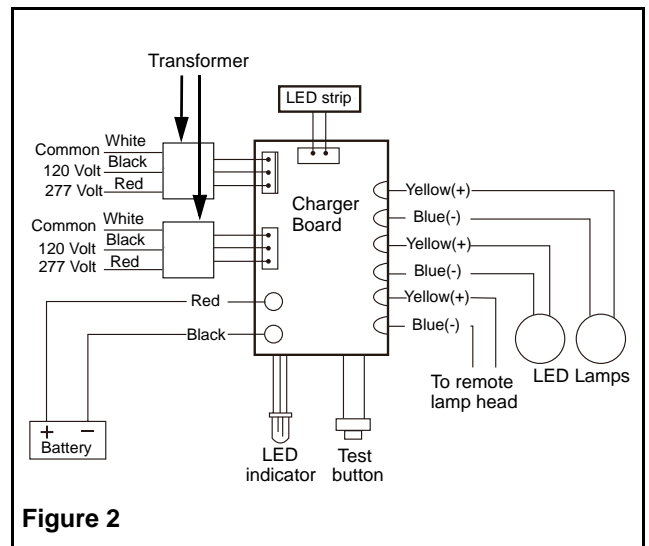 Transformer
LED strip
Common White
120 Volt Black
277 Volt Red
Common White
120 Volt Black
277 Volt Red
Charger
Board
Yellow(+)
Blue(-)
Yellow(+)
Blue(-)
Yellow(+)
Blue(-)
Red
Black
To remote
lamp head
LED Lamps
+ −
Battery
LED
indicator
Test
button
Figure 2